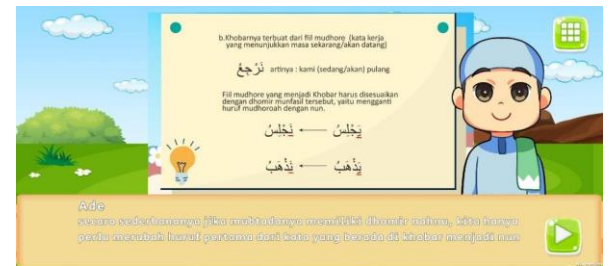 b.Khobarnya terbuat dari fiil mudhore (kata kerja
yang menunjukkan masa sekarang/akan datang)
نَرْجِعُ artinya : kami (sedang/akan) pulang
Fiil mudhore yang menjadi Khobar harus disesuaikan
dengan dhomir munfasil tersebut, yaitu mengganti
huruf mudhoroah dengan nun.
يَجْلِسُ ⟵ نَجْلِسُ
يَذْهَبُ ⟵ نَذْهَبُ
Ade
secara sederhananya jika mubtadanya memiliki dhamir nahnu, kita hanya
perlu merubah huruf pertama dari kata yang berada di khobar menjadi nun